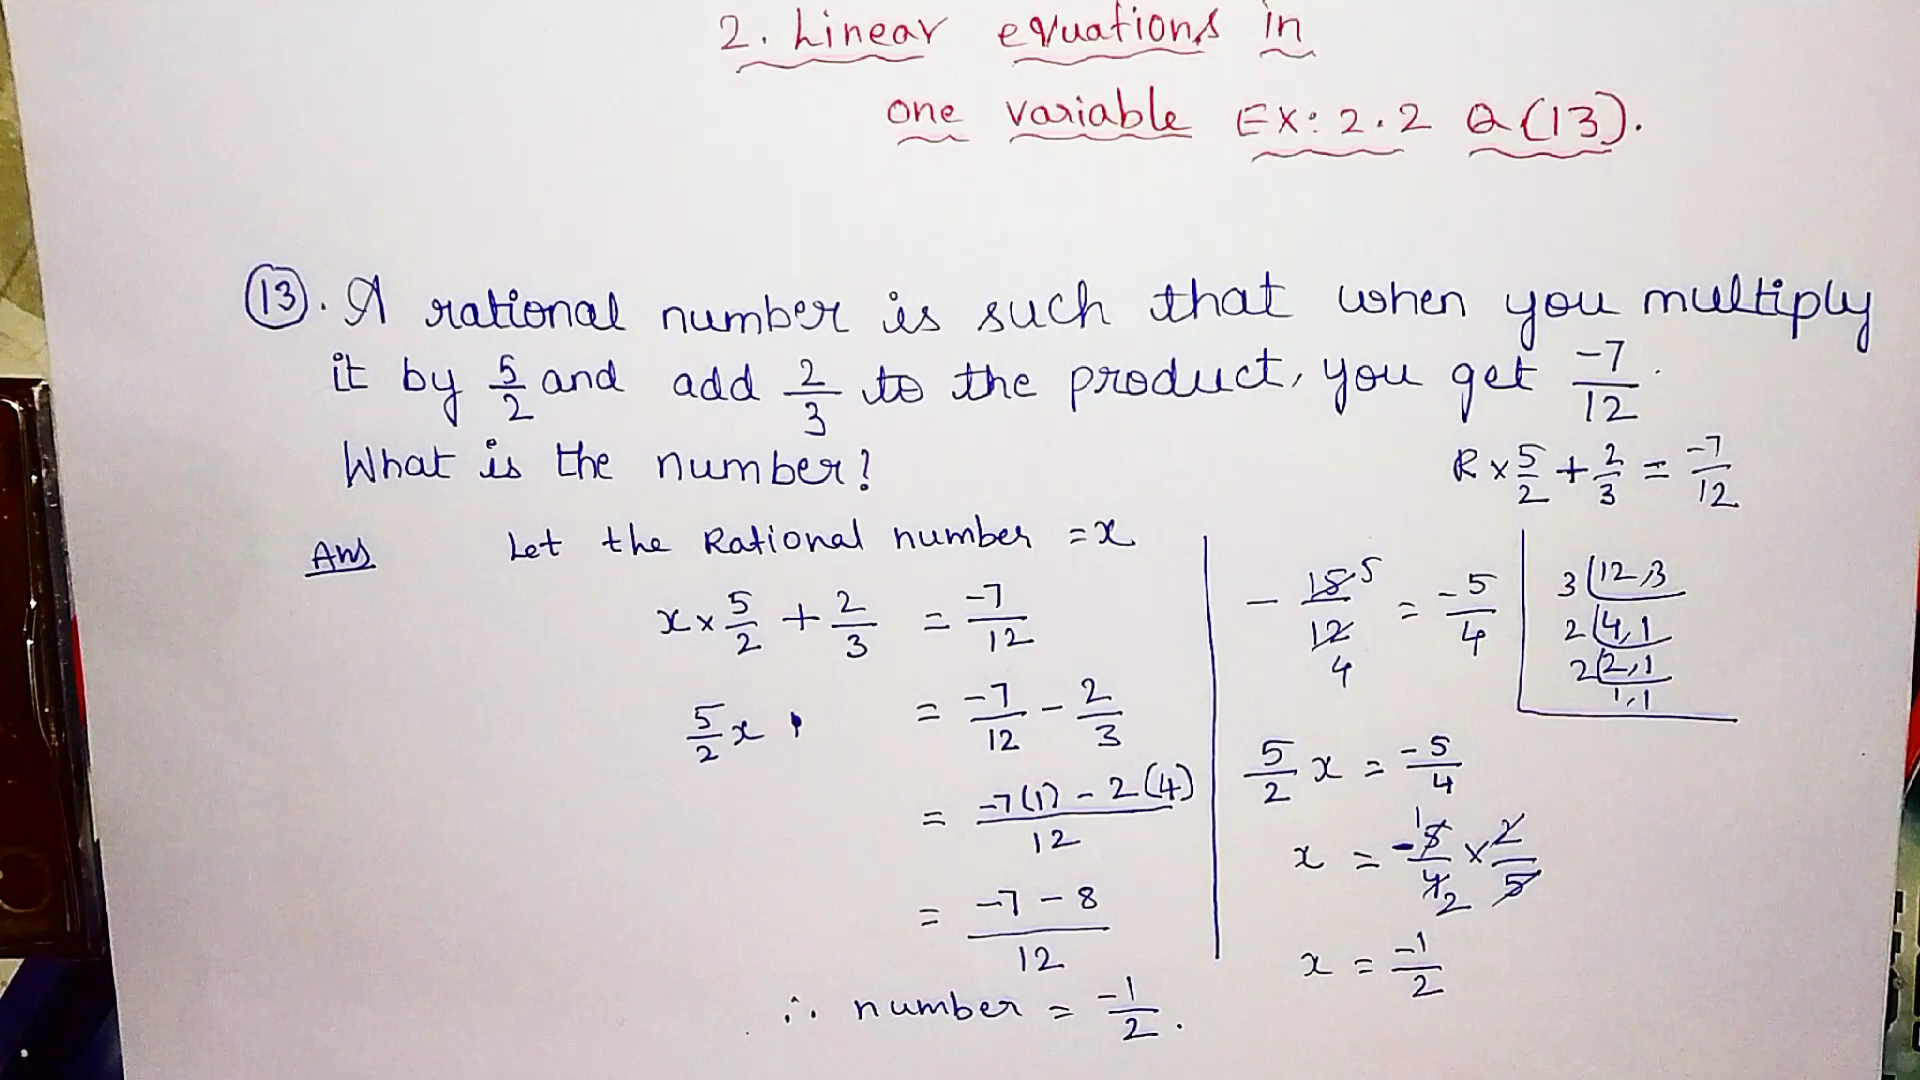 2. Linear equations in
one variable Ex: 2.2 Q(13).
(13). A rational number is such that when you multiply
it by 5/2 and add 2/3 to the product, you get -7/12.
What is the number?
R × 5/2 + 2/3 = -7/12
Ans Let the Rational number = x
x × 5/2 + 2/3 = -7/12
5/2 x = -7/12 - 2/3
= -7(1) - 2(4) / 12
= -7 - 8 / 12
∴ number = -1/2.
- 15/12 5 4 = -5/4
5/2 x = -5/4
x = -5/4 × 2/5 1 2
x = -1/2
3 | 12, 3
2 | 4, 1
2 | 2, 1
1, 1